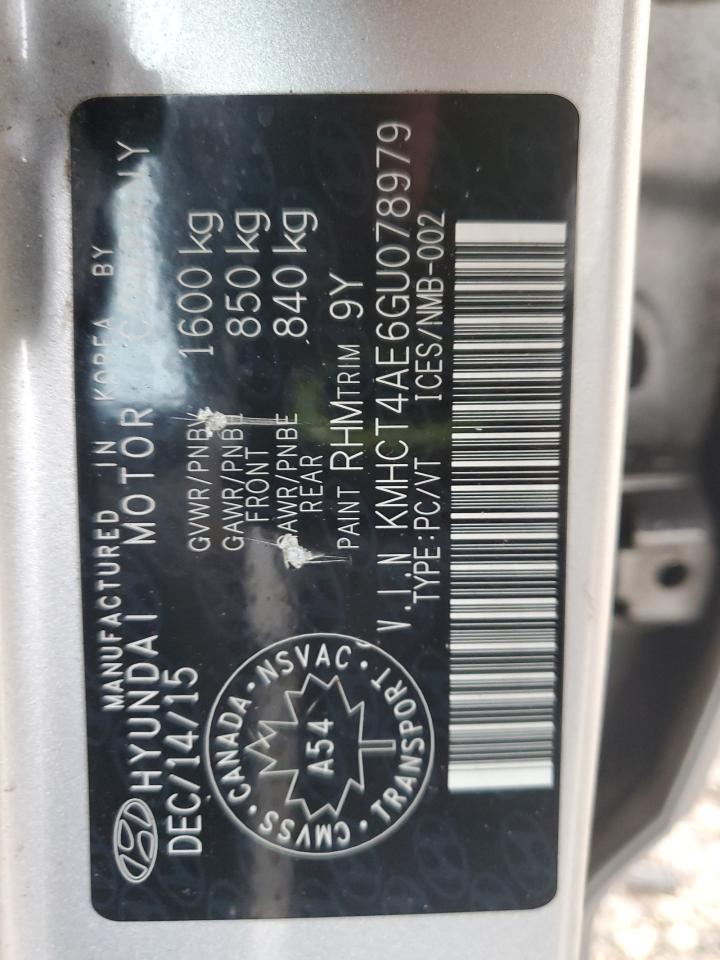 MANUFACTURED IN KOREA BY
HYUNDAI MOTOR COMPANY
DEC/14/15
GVWR/PNBV 1600 kg
GAWR/PNBE 850 kg
FRONT
GAWR/PNBE 840 kg
REAR
PAINT RHM TRIM 9Y
V.I.N KMHCT4AE6GU078979
TYPE:PC/VT ICES/NMB-002
CANADA • NSVAC • TRANSPORT • CMVSS •
A54